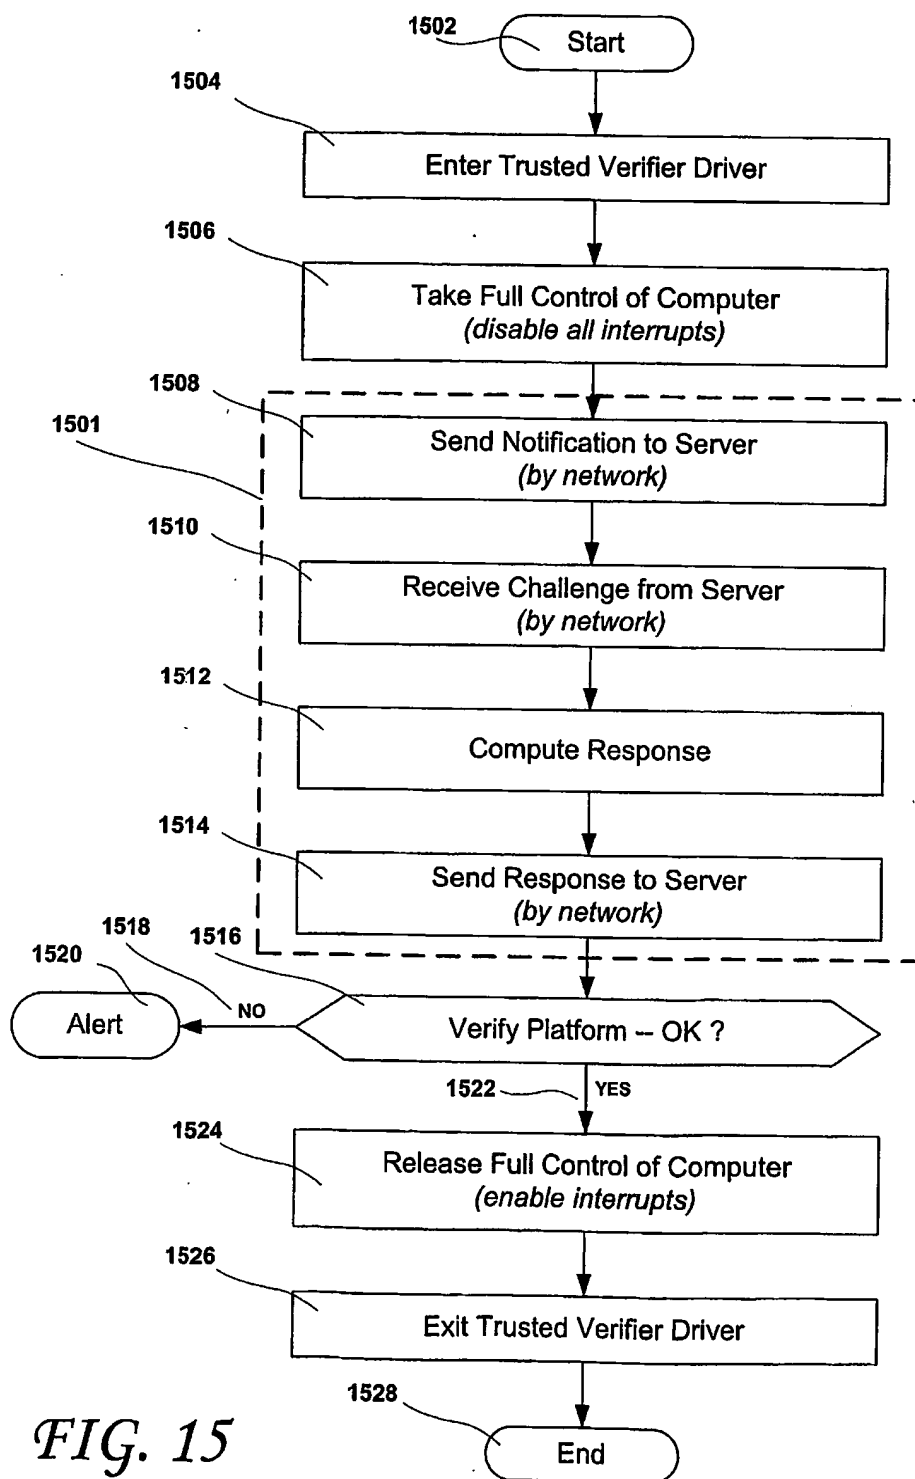 1502
Start
1504
Enter Trusted Verifier Driver
1506
Take Full Control of Computer
(disable all interrupts)
1508
1501
Send Notification to Server
(by network)
1510
Receive Challenge from Server
(by network)
1512
Compute Response
1514
Send Response to Server
(by network)
1518
1516
1520
NO
Alert
Verify Platform -- OK ?
1522
YES
1524
Release Full Control of Computer
(enable interrupts)
1526
Exit Trusted Verifier Driver
1528
End
FIG. 15